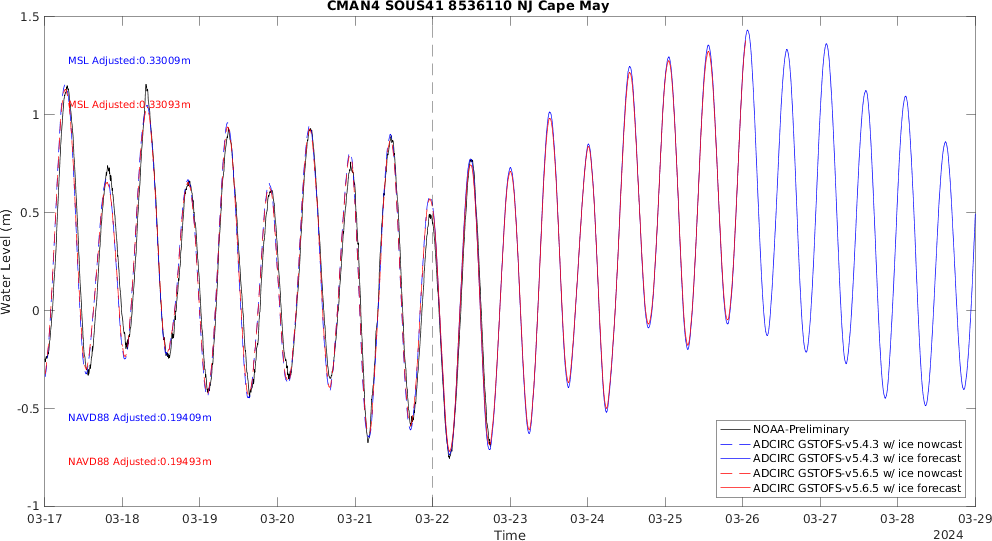 CMAN4 SOUS41 8536110 NJ Cape May
1.5
MSL Adjusted:0.33009m
MSL Adjusted:0.33093m
1
0.5
Water Level (m)
0
-0.5
NAVD88 Adjusted:0.19409m
NAVD88 Adjusted:0.19493m
NOAA-Preliminary
ADCIRC GSTOFS-v5.4.3 w/ ice nowcast
ADCIRC GSTOFS-v5.4.3 w/ ice forecast
ADCIRC GSTOFS-v5.6.5 w/ ice nowcast
ADCIRC GSTOFS-v5.6.5 w/ ice forecast
-1
03-17 03-18 03-19 03-20 03-21 03-22 03-23 03-24 03-25 03-26 03-27 03-28 03-29
Time
2024